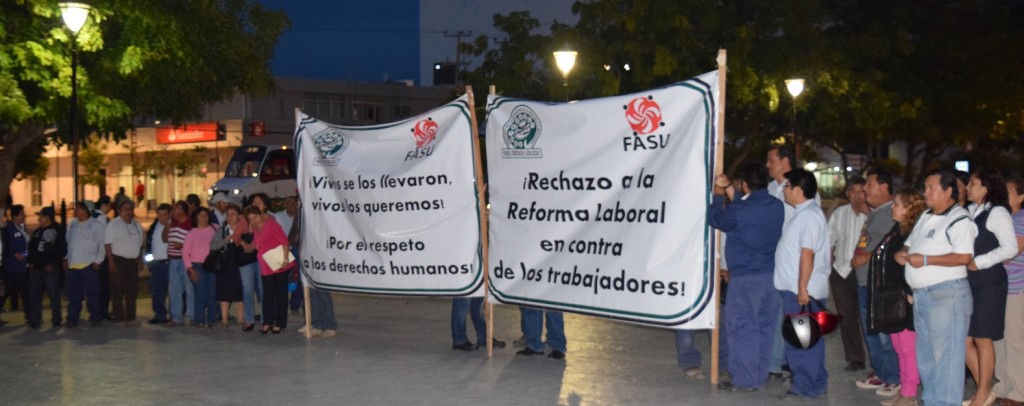 FASU
¡Vivos se los llevaron,
vivos los queremos!
¡Por el respeto
a los derechos humanos!
FASU
¡Rechazo a la
Reforma Laboral
en contra
de los trabajadores!